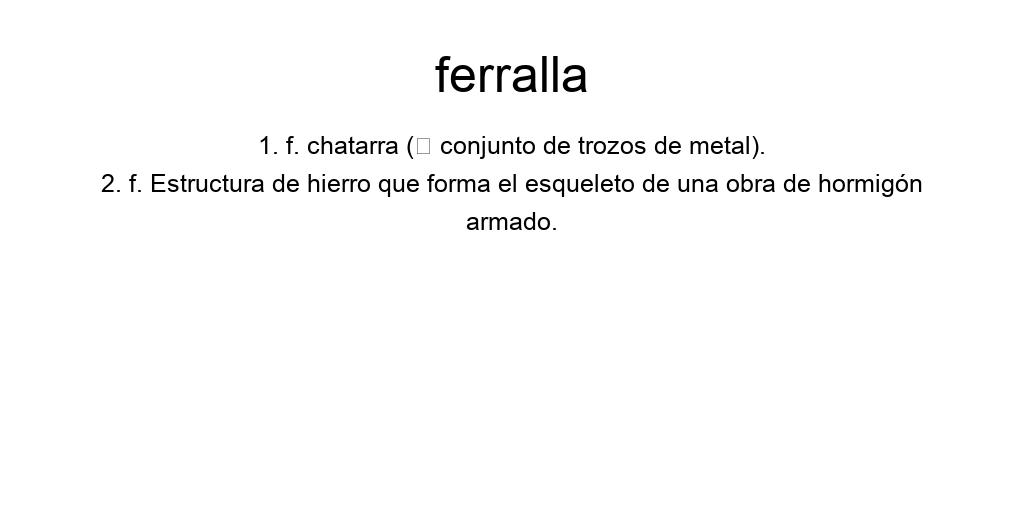 ferralla
1. f. chatarra (□ conjunto de trozos de metal).
2. f. Estructura de hierro que forma el esqueleto de una obra de hormigón
armado.